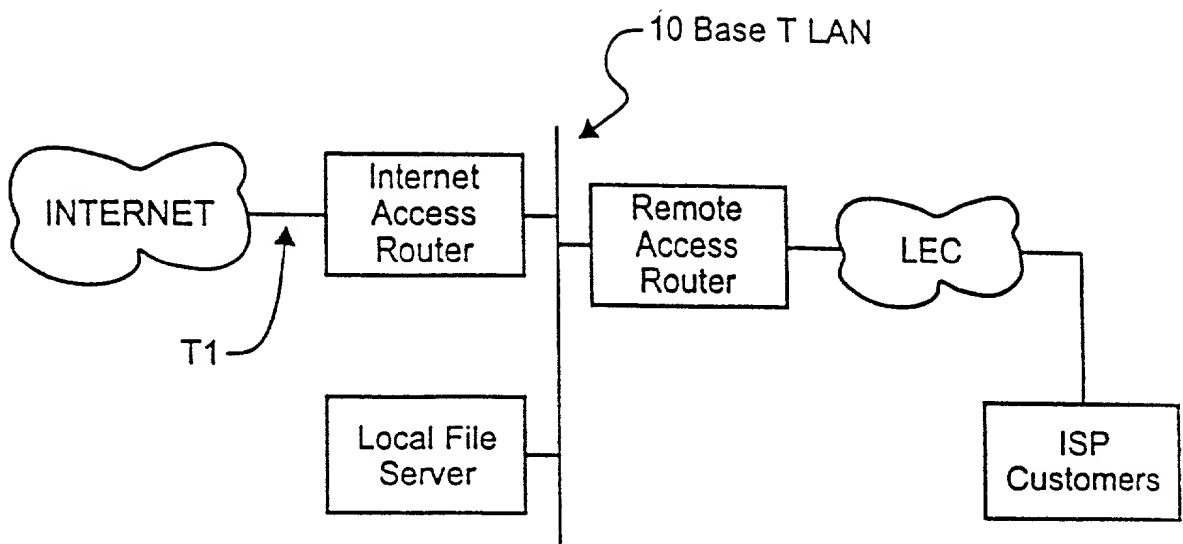 10 Base T LAN
INTERNET
Internet
Access
Router
Remote
Access
Router
LEC
T1
Local File
Server
ISP
Customers